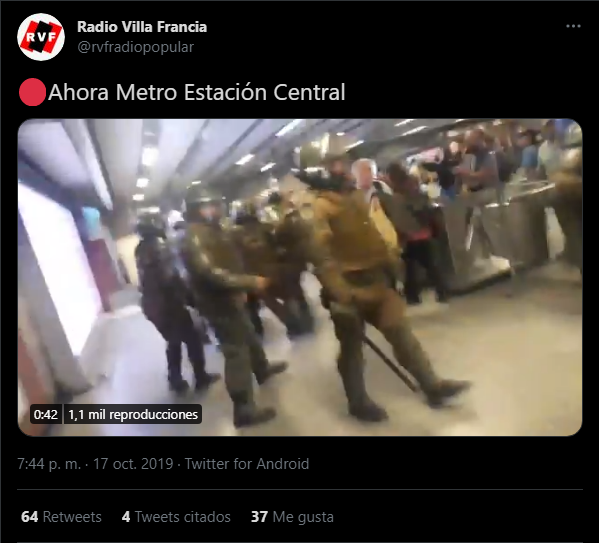 RVF
Radio Villa Francia
@rvfradiopopular
Ahora Metro Estación Central
0:42 1,1 mil reproducciones
7:44 p. m. · 17 oct. 2019 · Twitter for Android
64 Retweets 4 Tweets citados 37 Me gusta